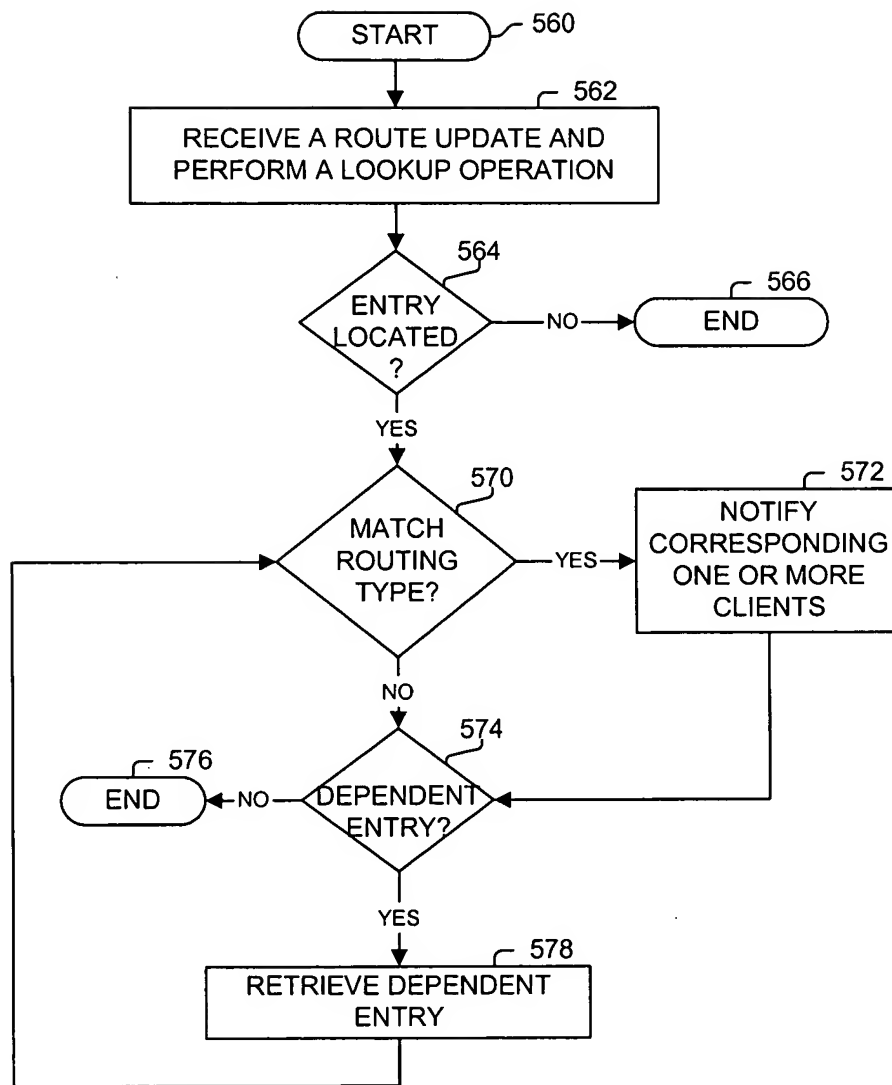 START
560
562
RECEIVE A ROUTE UPDATE AND
PERFORM A LOOKUP OPERATION
564
ENTRY
LOCATED
?
NO
566
END
YES
570
MATCH
ROUTING
TYPE?
YES
572
NOTIFY
CORRESPONDING
ONE OR MORE
CLIENTS
NO
574
DEPENDENT
ENTRY?
NO
576
END
YES
578
RETRIEVE DEPENDENT
ENTRY